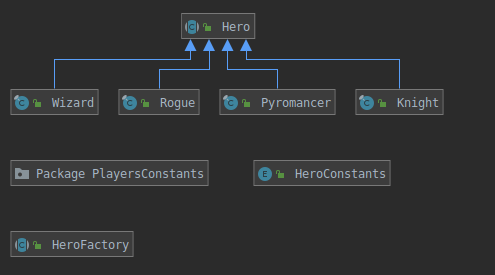 Hero
Wizard
Rogue
Pyromancer
Knight
Package PlayersConstants
HeroConstants
HeroFactory